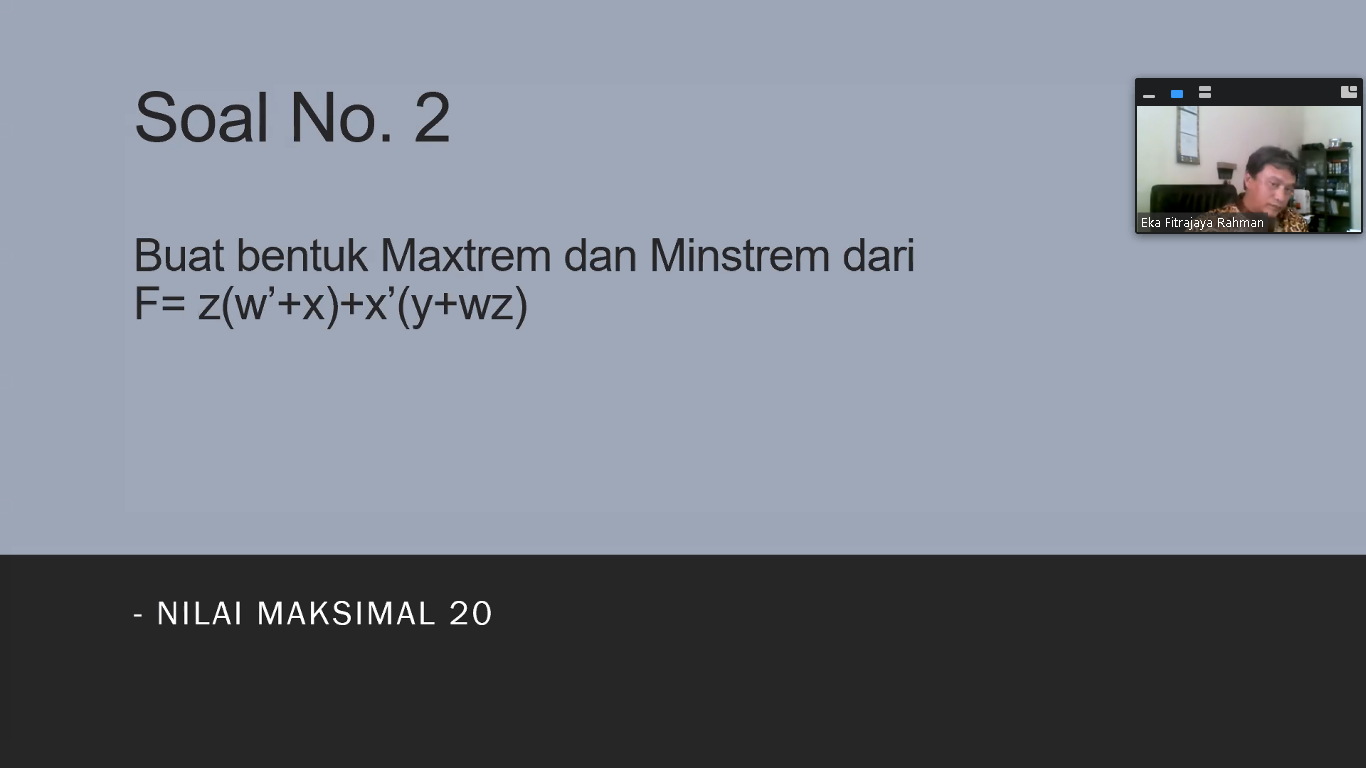 Soal No. 2
Buat bentuk Maxtrem dan Minstrem dari
F= z(w’+x)+x’(y+wz)
Eka Fitrajaya Rahman
- NILAI MAKSIMAL 20